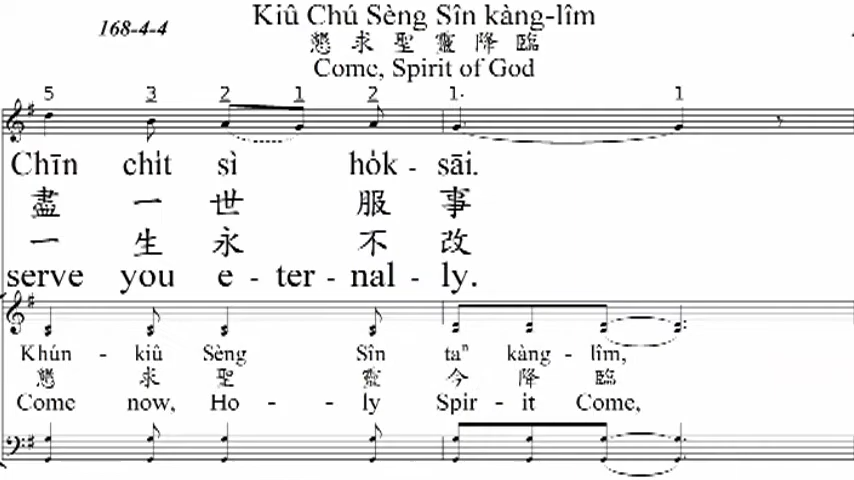 168-4-4
Kiû Chú Sèng Sîn kàng-lîm
懇求聖靈降臨
Come, Spirit of God
5 3 2 1 2 1. 1
Chīn chi̍t sì ho̍k - sāi.
盡一世服事
一生永不改
serve you e - ter - nal - ly.
Khún - kiû Sèng Sîn taⁿ kàng - lîm,
懇求聖靈今降臨
Come now, Ho - - ly Spir - it Come,